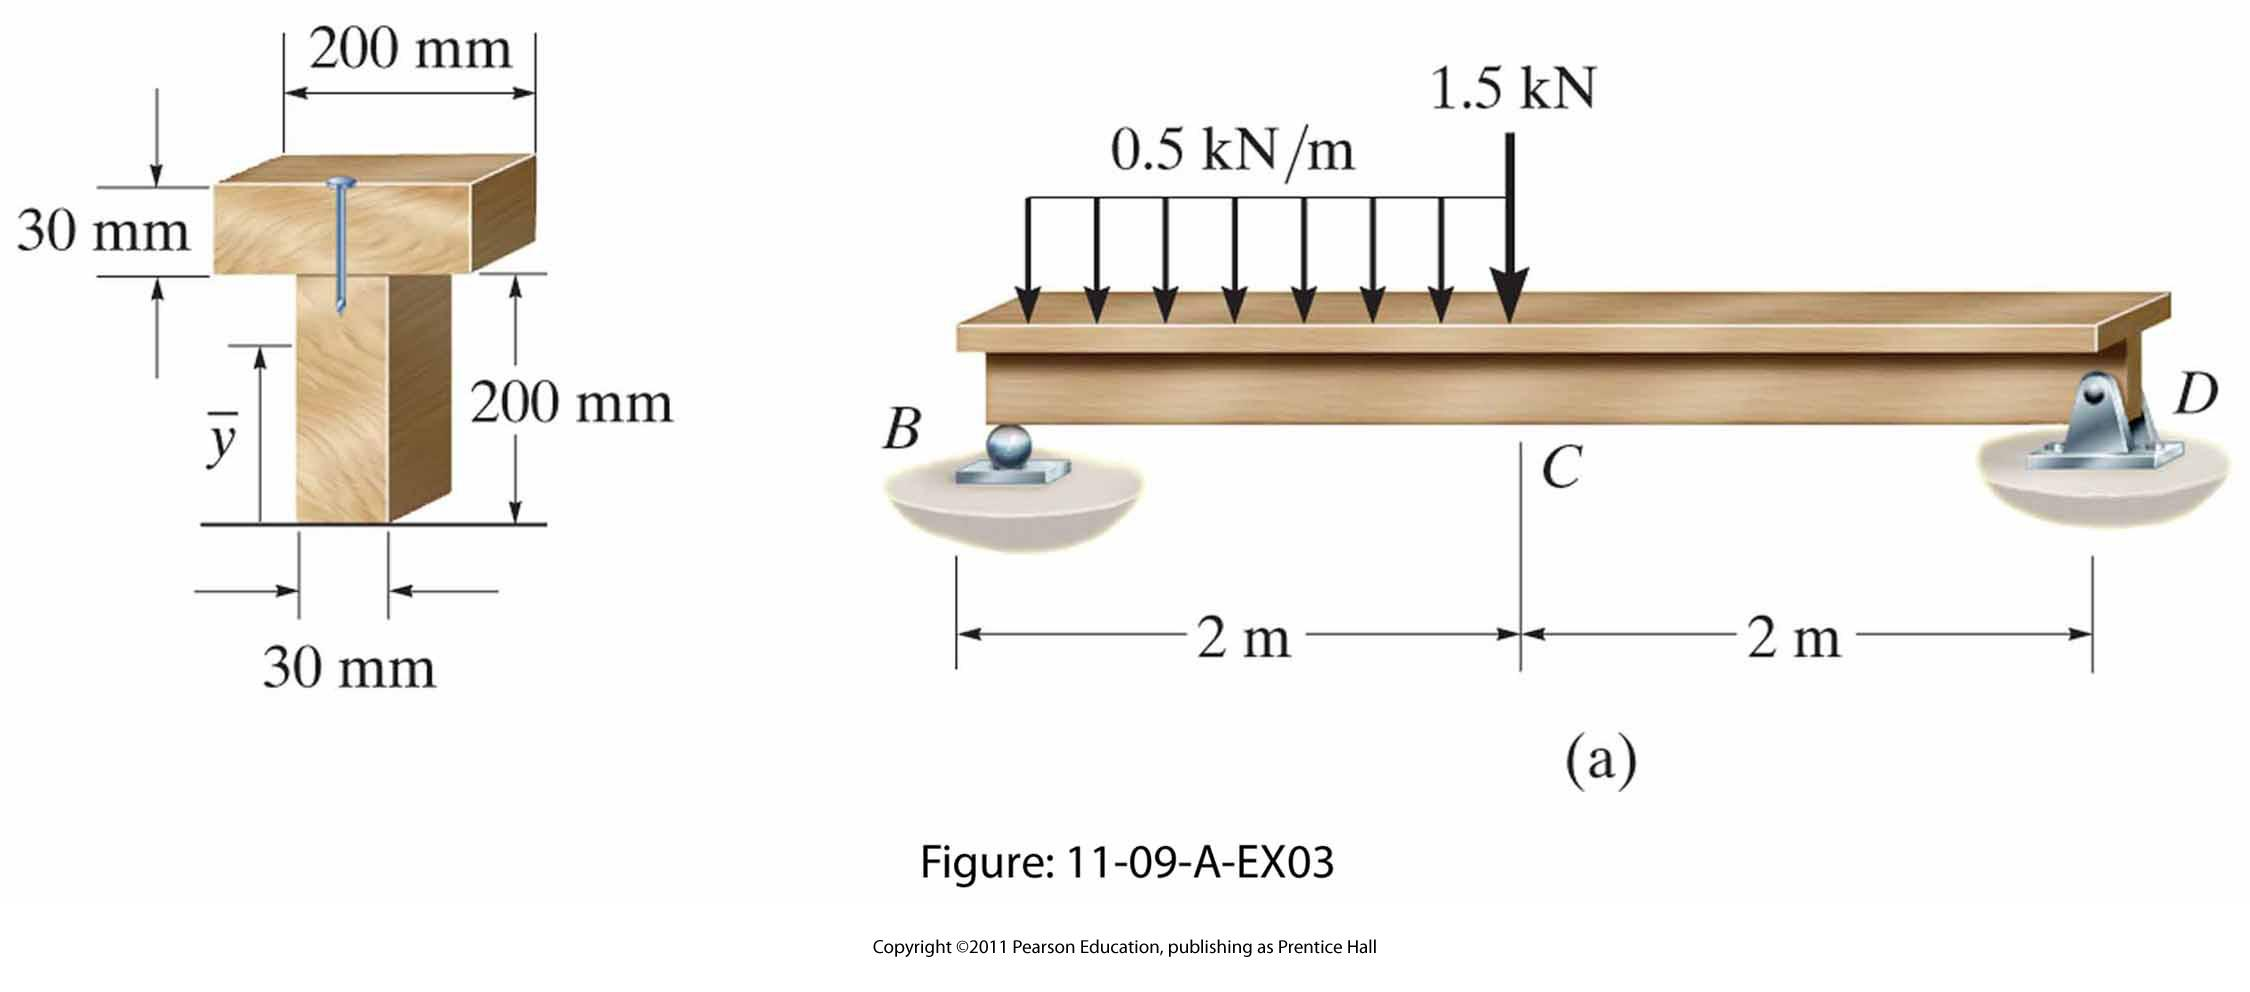 200 mm
30 mm
y̅
200 mm
30 mm
1.5 kN
0.5 kN/m
B
C
D
2 m
2 m
(a)
Figure: 11-09-A-EX03
Copyright ©2011 Pearson Education, publishing as Prentice Hall